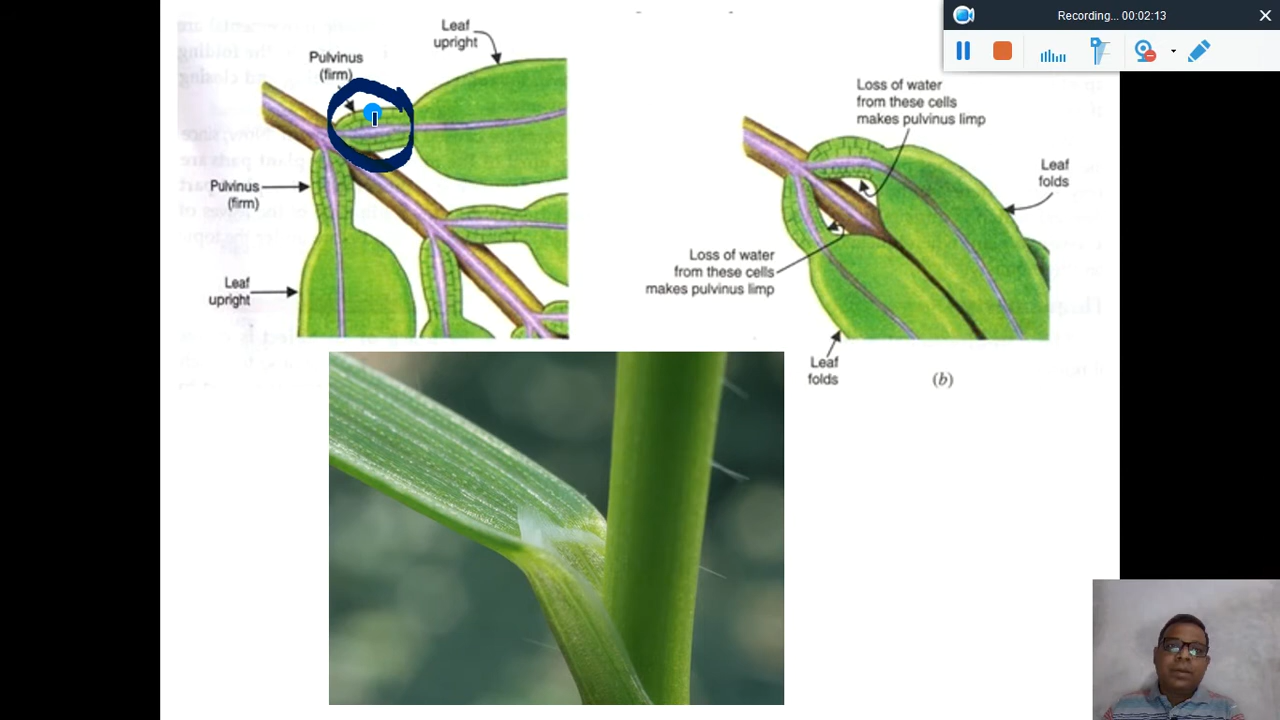 Recording... 00:02:13
Leaf
upright
Pulvinus
(firm)
Pulvinus
(firm)
Leaf
upright
Loss of water
from these cells
makes pulvinus limp
Leaf
folds
Loss of water
from these cells
makes pulvinus limp
Leaf
folds
(b)